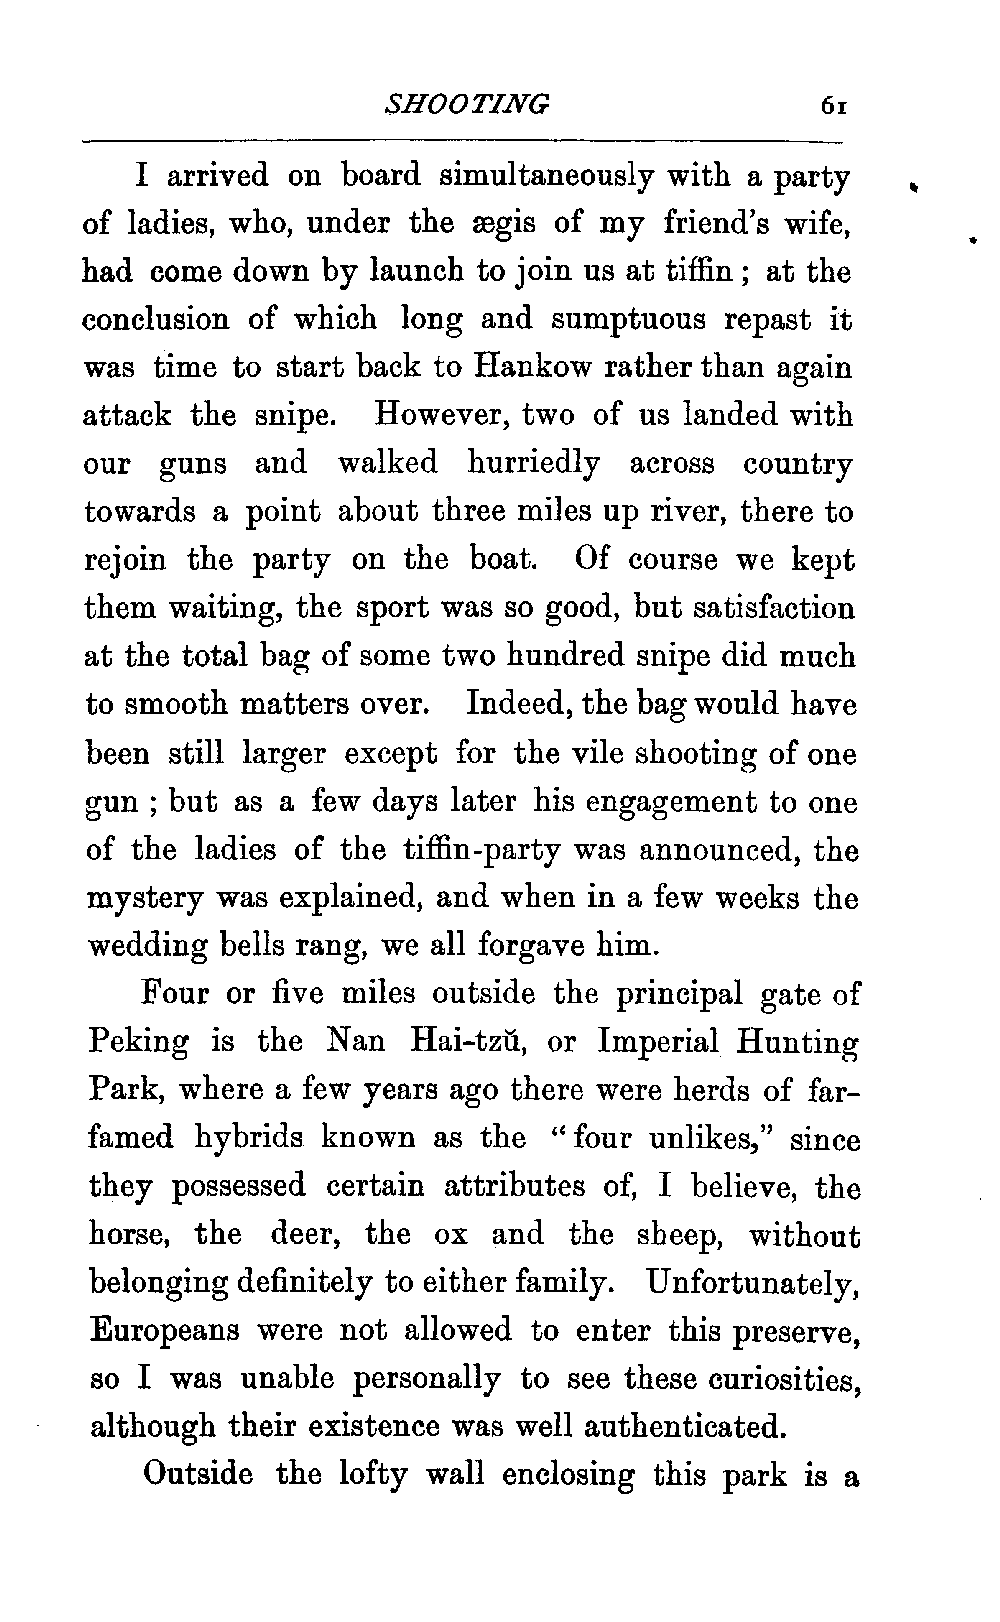 SHOOTING 61
I arrived on board simultaneously with a party
of ladies, who, under the ægis of my friend's wife,
had come down by launch to join us at tiffin ; at the
conclusion of which long and sumptuous repast it
was time to start back to Hankow rather than again
attack the snipe. However, two of us landed with
our guns and walked hurriedly across country
towards a point about three miles up river, there to
rejoin the party on the boat. Of course we kept
them waiting, the sport was so good, but satisfaction
at the total bag of some two hundred snipe did much
to smooth matters over. Indeed, the bag would have
been still larger except for the vile shooting of one
gun ; but as a few days later his engagement to one
of the ladies of the tiffin-party was announced, the
mystery was explained, and when in a few weeks the
wedding bells rang, we all forgave him.
Four or five miles outside the principal gate of
Peking is the Nan Hai-tzŭ, or Imperial Hunting
Park, where a few years ago there were herds of far-
famed hybrids known as the “ four unlikes,” since
they possessed certain attributes of, I believe, the
horse, the deer, the ox and the sheep, without
belonging definitely to either family. Unfortunately,
Europeans were not allowed to enter this preserve,
so I was unable personally to see these curiosities,
although their existence was well authenticated.
Outside the lofty wall enclosing this park is a